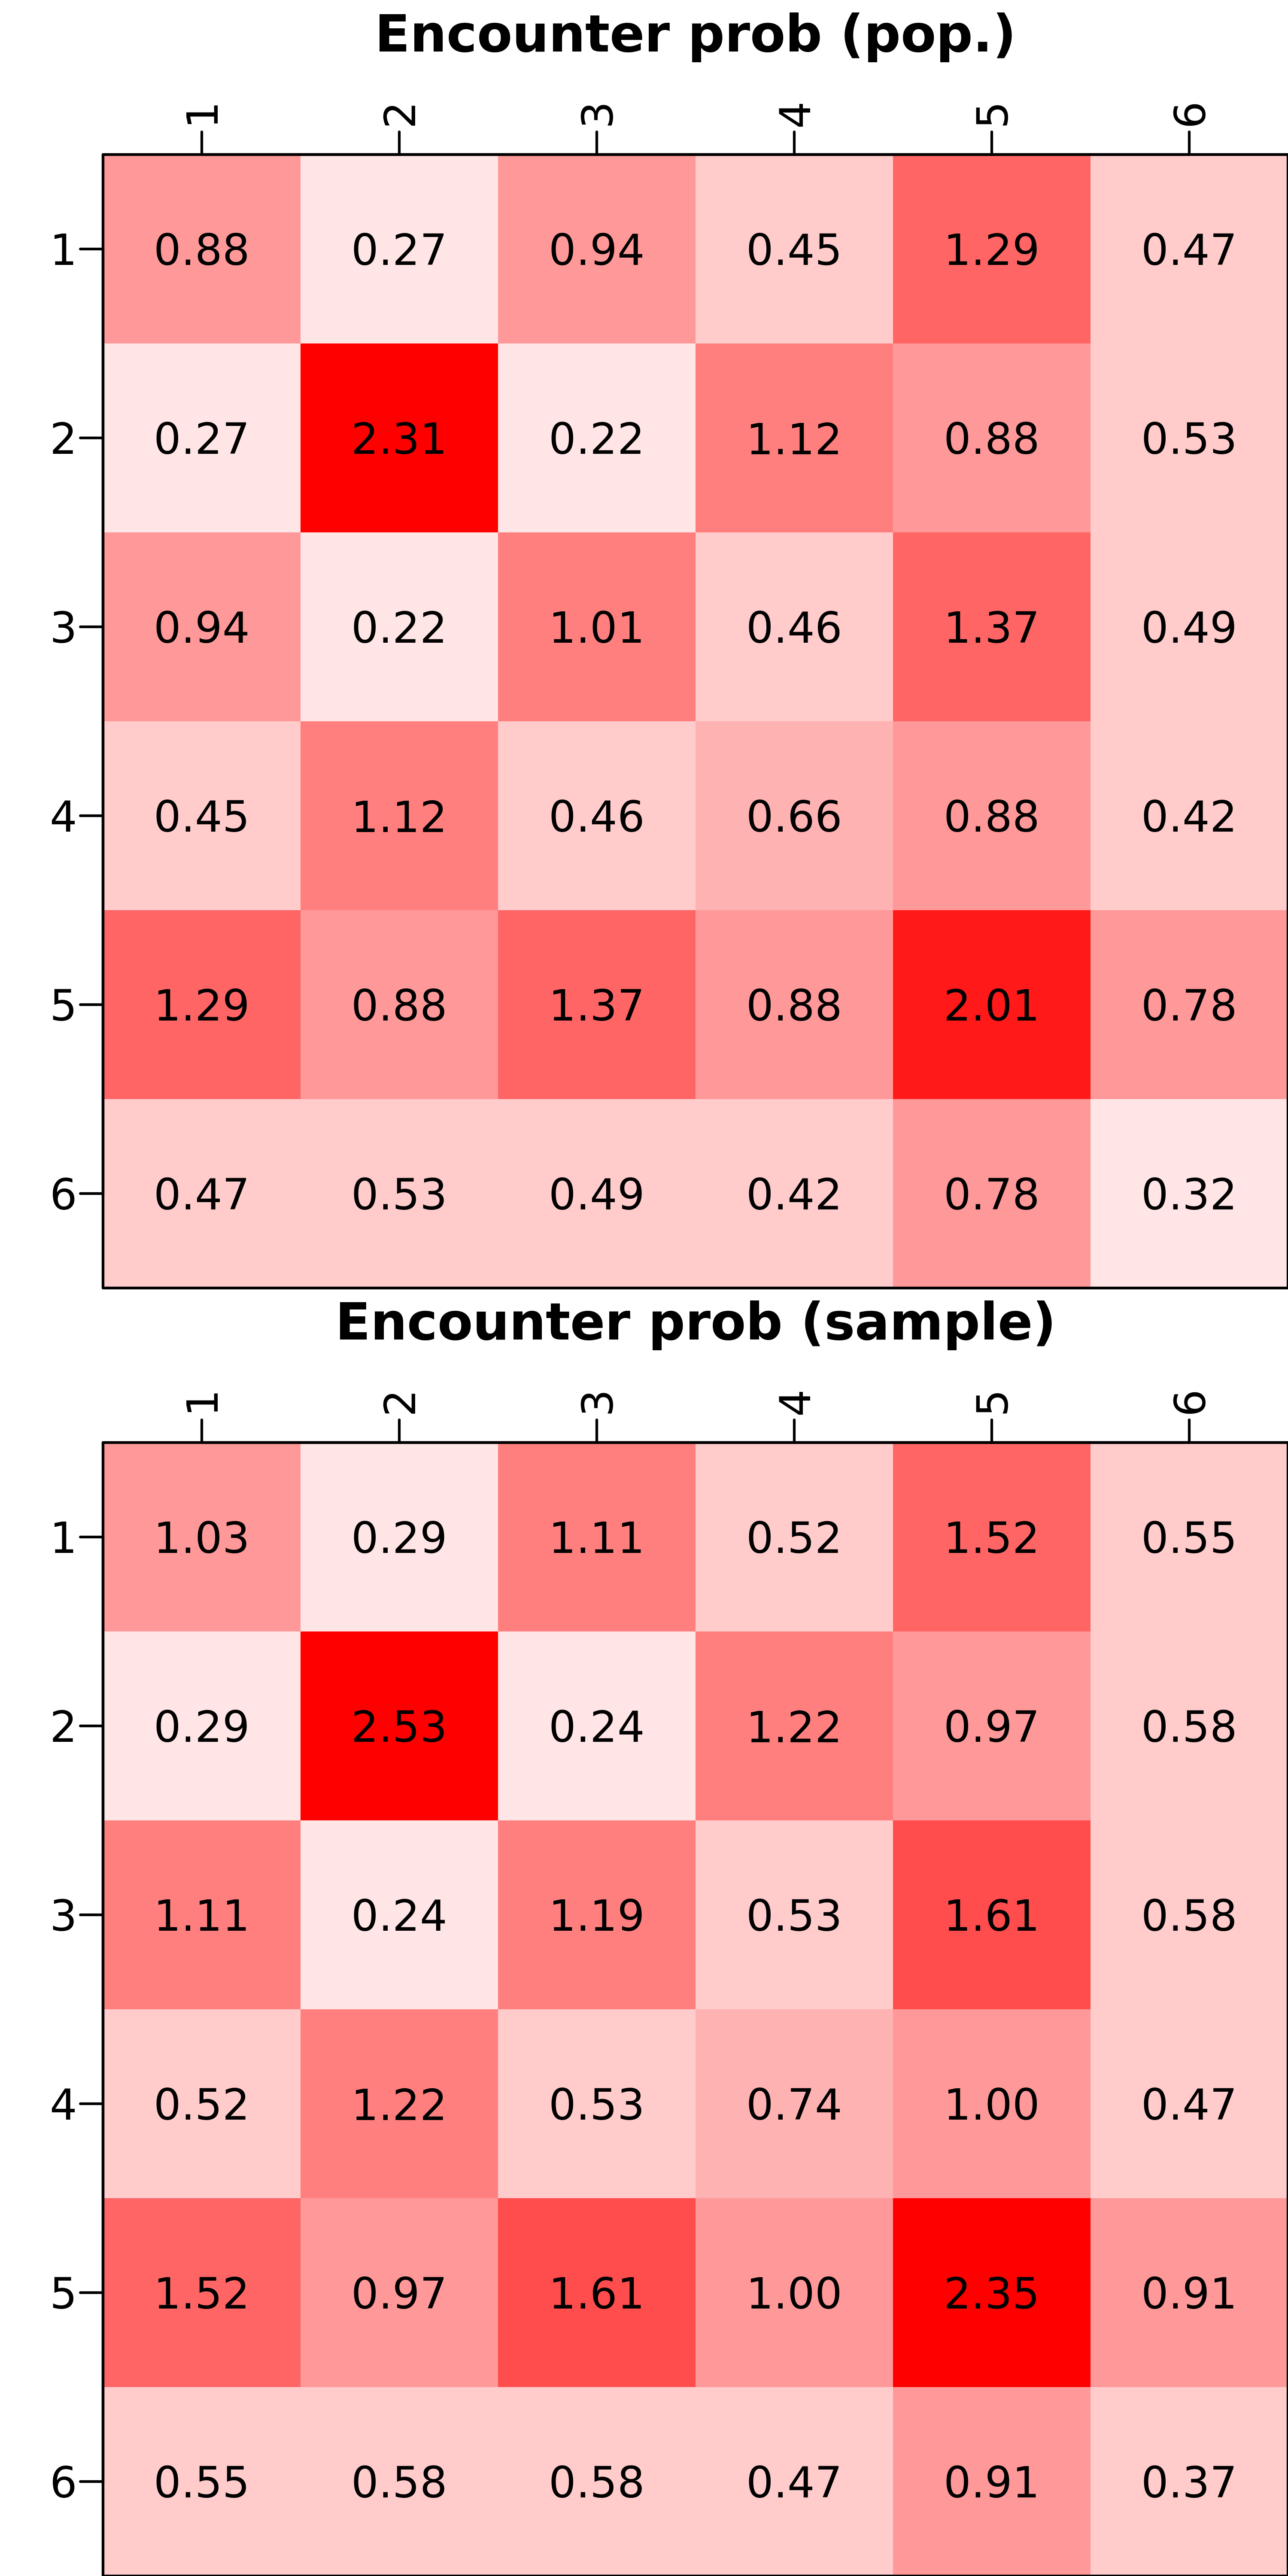 Encounter prob (pop.)
1 2 3 4 5 6
1 0.88 0.27 0.94 0.45 1.29 0.47
2 0.27 2.31 0.22 1.12 0.88 0.53
3 0.94 0.22 1.01 0.46 1.37 0.49
4 0.45 1.12 0.46 0.66 0.88 0.42
5 1.29 0.88 1.37 0.88 2.01 0.78
6 0.47 0.53 0.49 0.42 0.78 0.32
Encounter prob (sample)
1 2 3 4 5 6
1 1.03 0.29 1.11 0.52 1.52 0.55
2 0.29 2.53 0.24 1.22 0.97 0.58
3 1.11 0.24 1.19 0.53 1.61 0.58
4 0.52 1.22 0.53 0.74 1.00 0.47
5 1.52 0.97 1.61 1.00 2.35 0.91
6 0.55 0.58 0.58 0.47 0.91 0.37